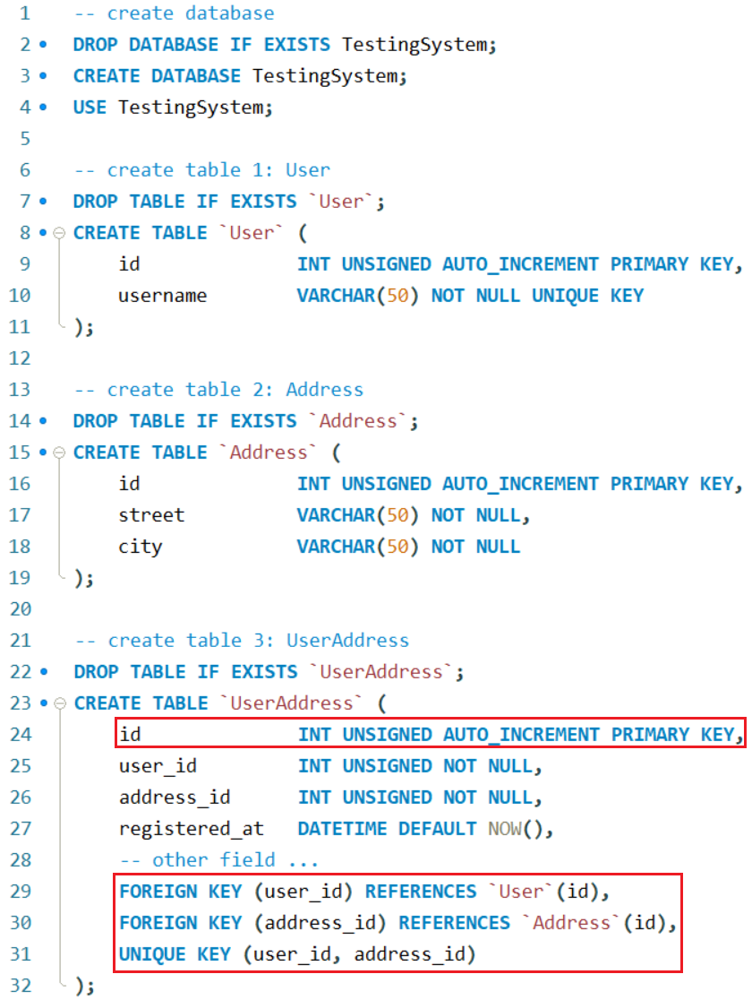 1 -- create database
2 DROP DATABASE IF EXISTS TestingSystem;
3 CREATE DATABASE TestingSystem;
4 USE TestingSystem;
5
6 -- create table 1: User
7 DROP TABLE IF EXISTS `User`;
8 CREATE TABLE `User` (
9 id INT UNSIGNED AUTO_INCREMENT PRIMARY KEY,
10 username VARCHAR(50) NOT NULL UNIQUE KEY
11 );
12
13 -- create table 2: Address
14 DROP TABLE IF EXISTS `Address`;
15 CREATE TABLE `Address` (
16 id INT UNSIGNED AUTO_INCREMENT PRIMARY KEY,
17 street VARCHAR(50) NOT NULL,
18 city VARCHAR(50) NOT NULL
19 );
20
21 -- create table 3: UserAddress
22 DROP TABLE IF EXISTS `UserAddress`;
23 CREATE TABLE `UserAddress` (
24 id INT UNSIGNED AUTO_INCREMENT PRIMARY KEY,
25 user_id INT UNSIGNED NOT NULL,
26 address_id INT UNSIGNED NOT NULL,
27 registered_at DATETIME DEFAULT NOW(),
28 -- other field ...
29 FOREIGN KEY (user_id) REFERENCES `User`(id),
30 FOREIGN KEY (address_id) REFERENCES `Address`(id),
31 UNIQUE KEY (user_id, address_id)
32 );